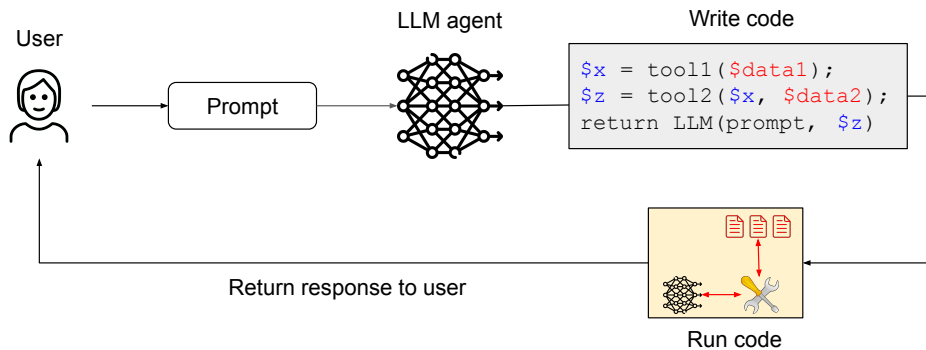 User
LLM agent
Write code
Prompt
$x = tool1($data1);
$z = tool2($x, $data2);
return LLM(prompt, $z)
Return response to user
Run code